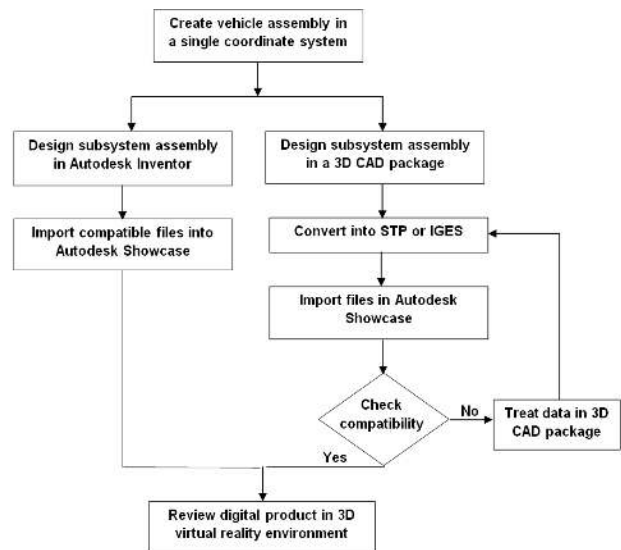 Create vehicle assembly in
a single coordinate system
Design subsystem assembly
in Autodesk Inventor
Design subsystem assembly
in a 3D CAD package
Import compatible files into
Autodesk Showcase
Convert into STP or IGES
Import files in Autodesk
Showcase
Check
compatibility
No
Treat data in 3D
CAD package
Yes
Review digital product in 3D
virtual reality environment